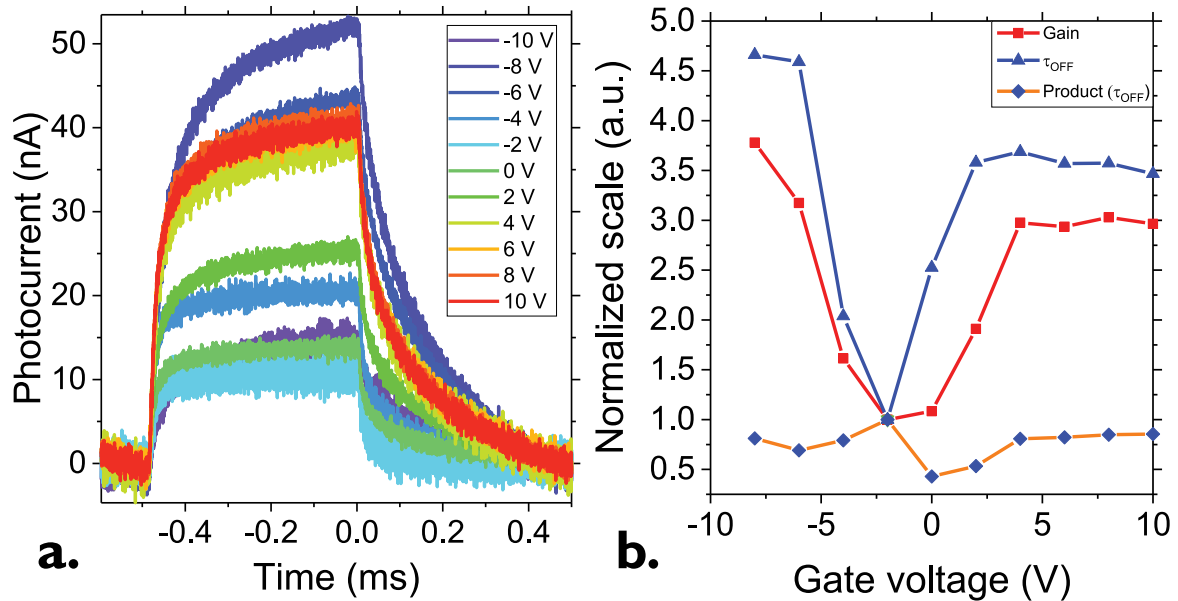 50
40
30
20
10
0
Photocurrent (nA)
-10 V
-8 V
-6 V
-4 V
-2 V
0 V
2 V
4 V
6 V
8 V
10 V
-0.4
-0.2
0.0
0.2
0.4
Time (ms)
a.
5.0
4.5
4.0
3.5
3.0
2.5
2.0
1.5
1.0
0.5
Normalized scale (a.u.)
Gain
τOFF
Product (τOFF)
-10
-5
0
5
10
Gate voltage (V)
b.